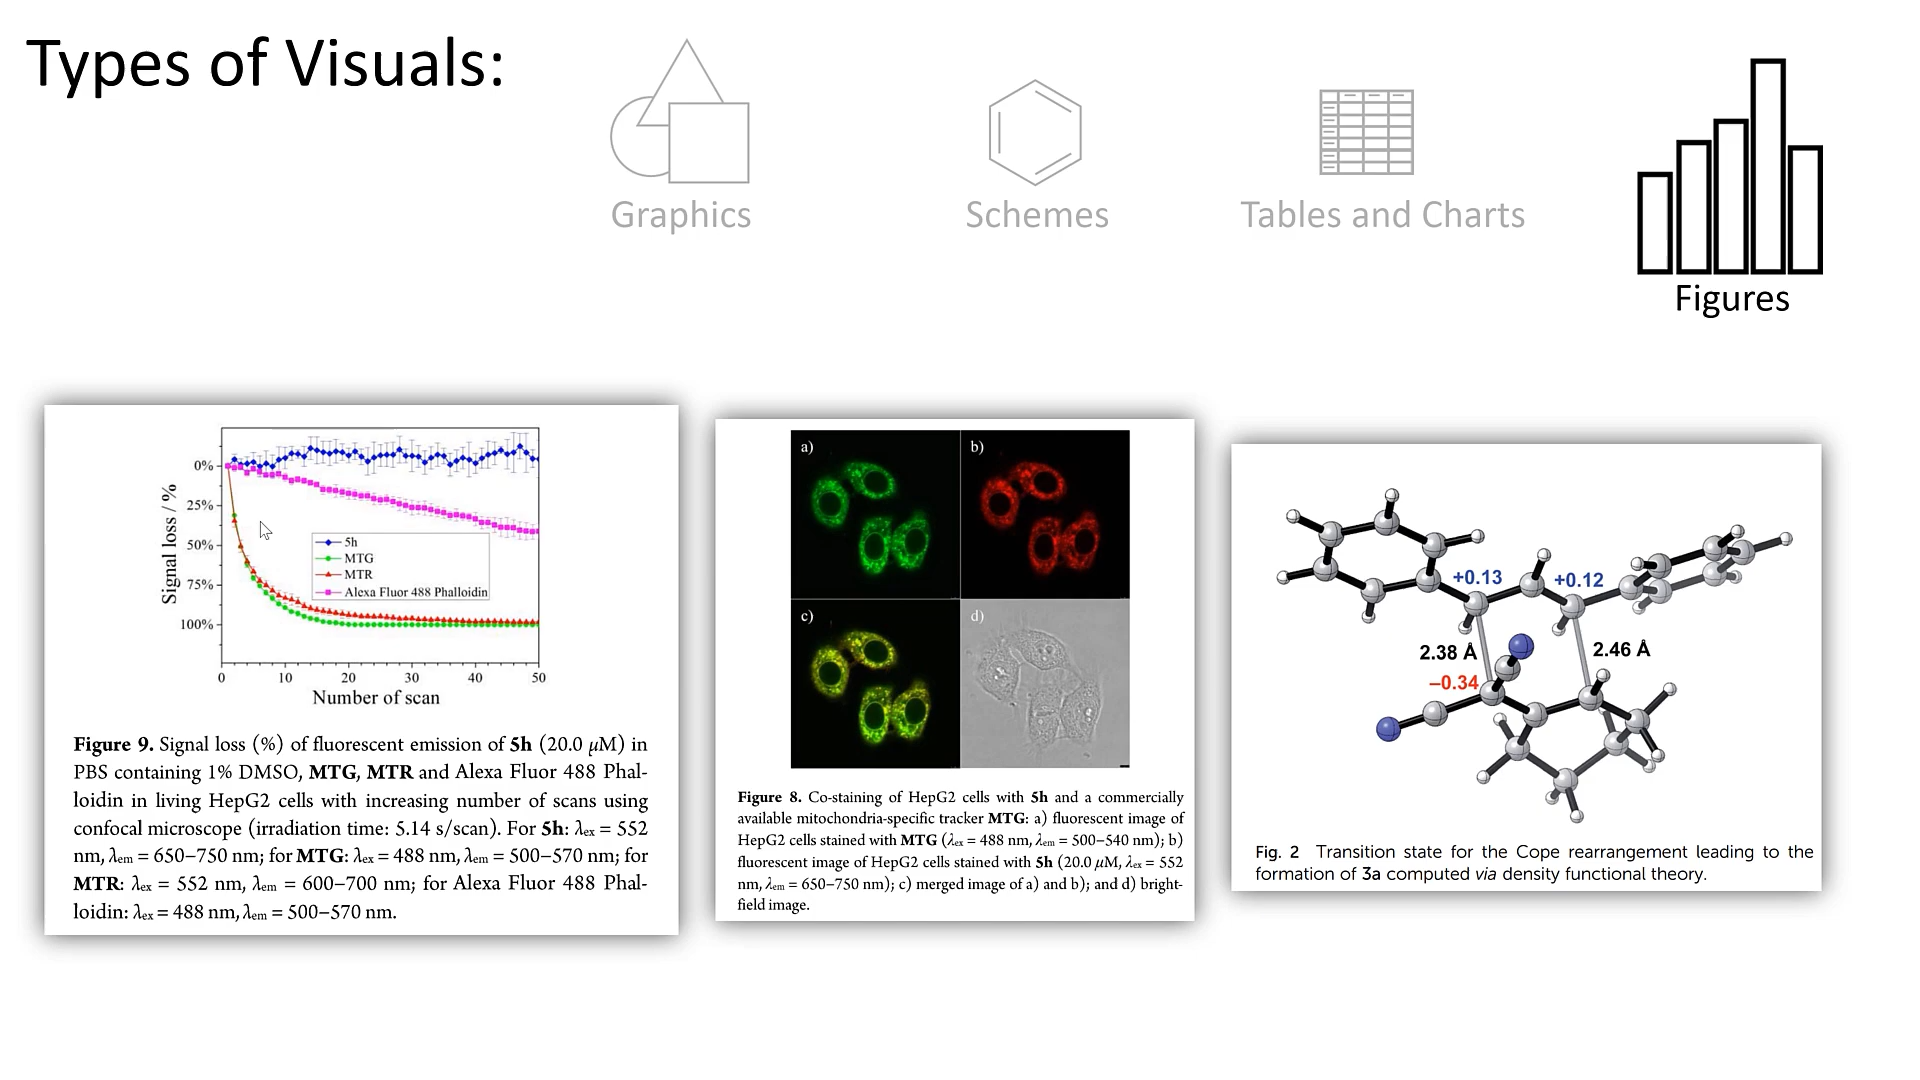 Types of Visuals:
Graphics
Schemes
Tables and Charts
Figures
0%
25%
50%
75%
100%
Signal loss / %
5h
MTG
MTR
Alexa Fluor 488 Phalloidin
0 10 20 30 40 50
Number of scan
Figure 9. Signal loss (%) of fluorescent emission of 5h (20.0 μM) in
PBS containing 1% DMSO, MTG, MTR and Alexa Fluor 488 Phal-
loidin in living HepG2 cells with increasing number of scans using
confocal microscope (irradiation time: 5.14 s/scan). For 5h: λex = 552
nm, λem = 650–750 nm; for MTG: λex = 488 nm, λem = 500–570 nm; for
MTR: λex = 552 nm, λem = 600–700 nm; for Alexa Fluor 488 Phal-
loidin: λex = 488 nm, λem = 500–570 nm.
a) b)
c) d)
Figure 8. Co-staining of HepG2 cells with 5h and a commercially
available mitochondria-specific tracker MTG: a) fluorescent image of
HepG2 cells stained with MTG (λex = 488 nm, λem = 500–540 nm); b)
fluorescent image of HepG2 cells stained with 5h (20.0 μM, λex = 552
nm, λem = 650–750 nm); c) merged image of a) and b); and d) bright-
field image.
+0.13 +0.12
2.38 Å 2.46 Å
–0.34
Fig. 2 Transition state for the Cope rearrangement leading to the
formation of 3a computed via density functional theory.